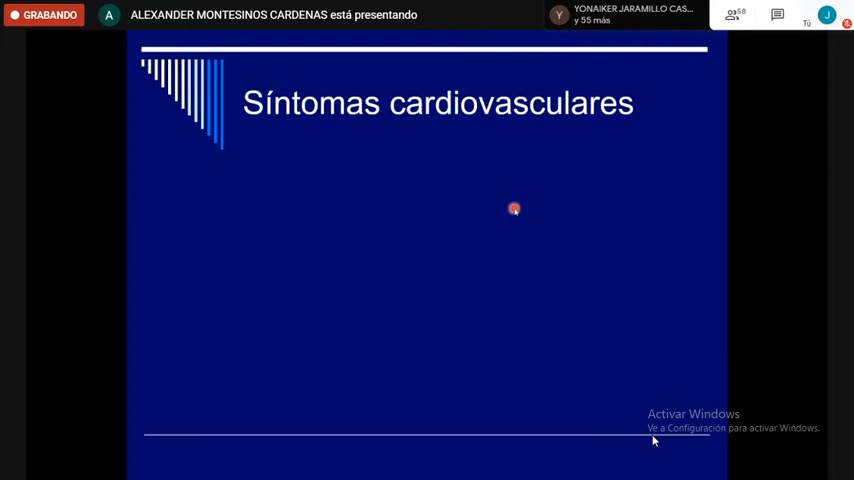 GRABANDO
A
ALEXANDER MONTESINOS CARDENAS está presentando
Y
YONAIKER JARAMILLO CAS...
y 55 más
58
Tú
J
Síntomas cardiovasculares
Activar Windows
Ve a Configuración para activar Windows.